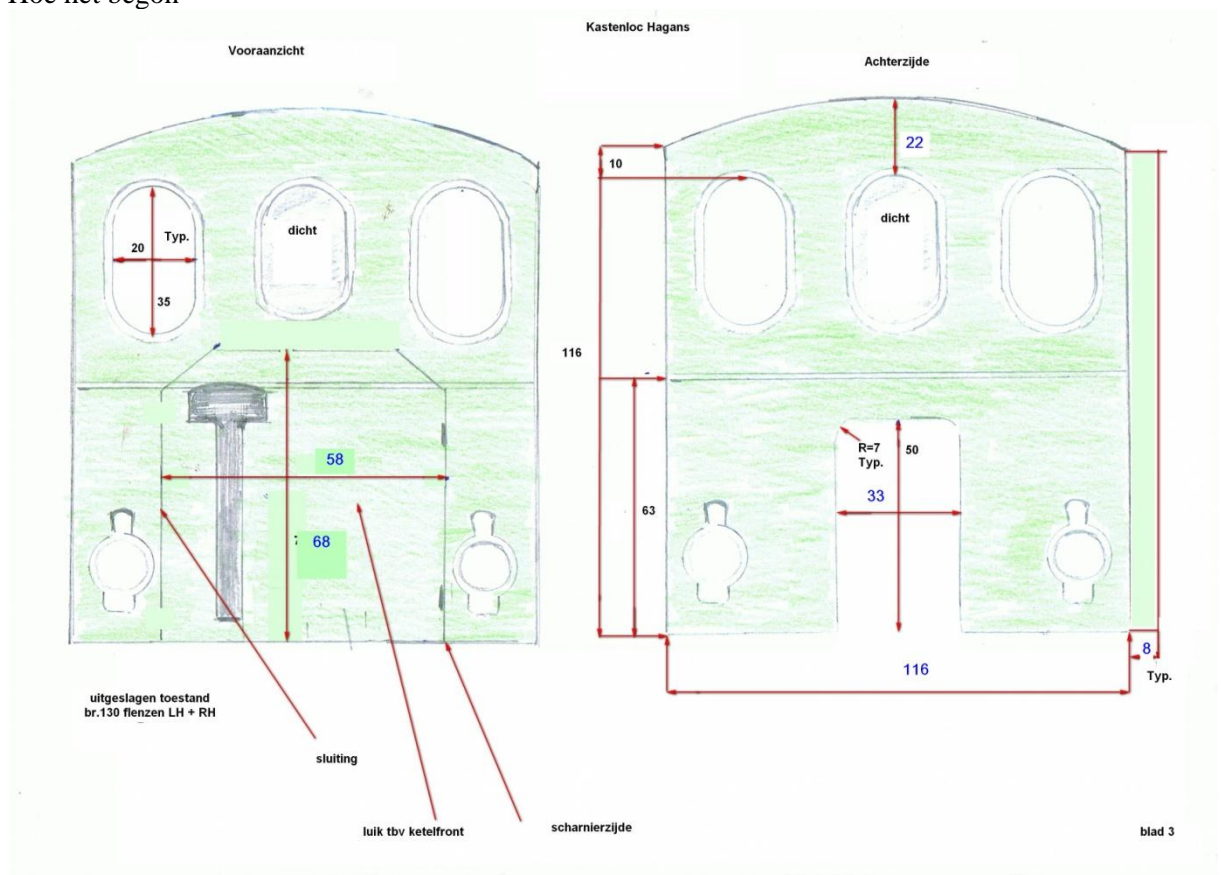 Hoe het begon
Kastenloc Hagans
Vooraanzicht
Achterzijde
22
10
dicht
dicht
Typ.
20
35
116
R=7
Typ.
50
58
33
63
68
8
Typ.
116
uitgeslagen toestand
br.130 flenzen LH + RH
sluiting
luik tbv ketelfront
scharnierzijde
blad 3